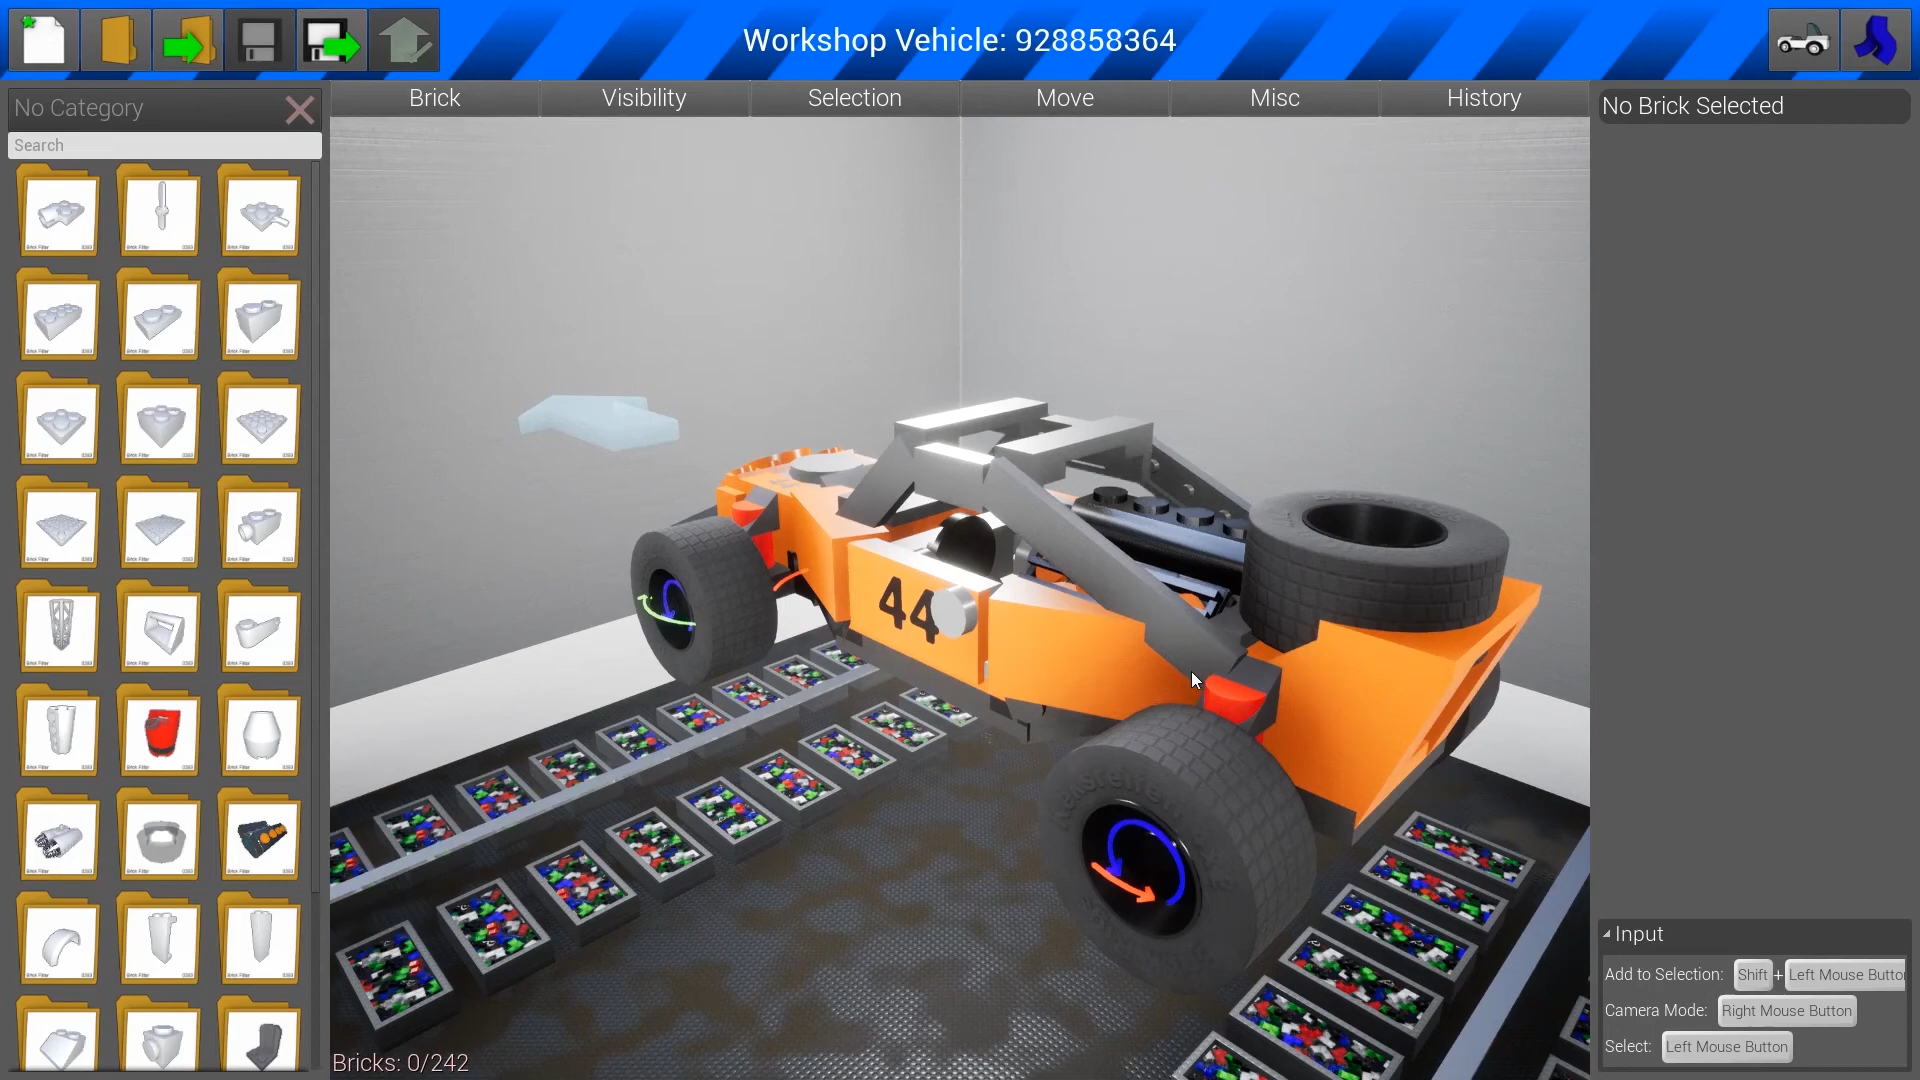 Workshop Vehicle: 928858364
No Category
Search
Brick
Visibility
Selection
Move
Misc
History
No Brick Selected
44
Bricks: 0/242
Input
Add to Selection: Shift + Left Mouse Butto
Camera Mode: Right Mouse Button
Select: Left Mouse Button